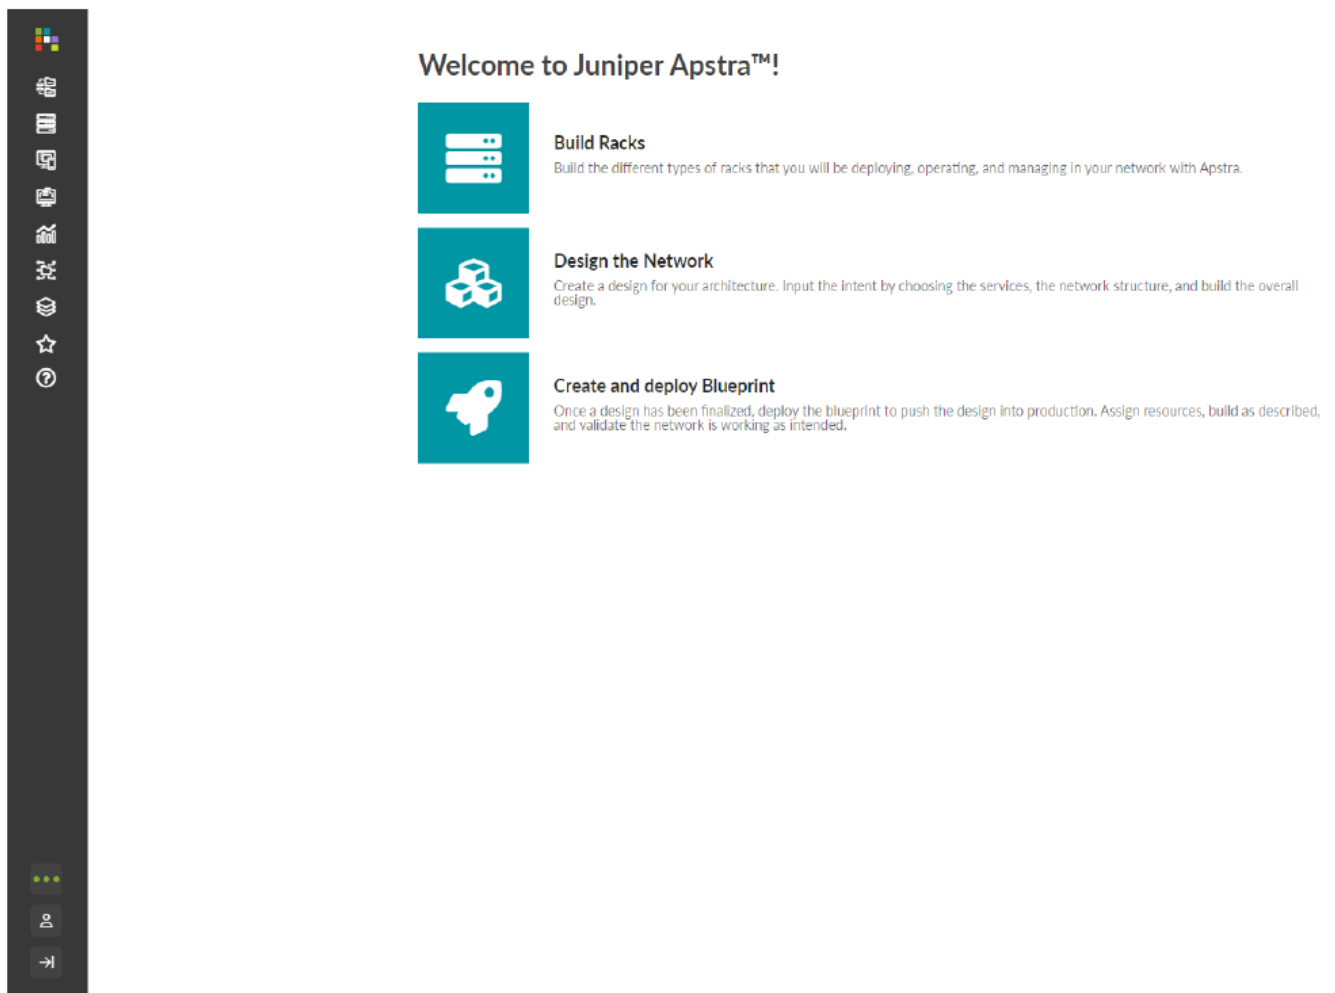 Welcome to Juniper Apstra™!
Build Racks
Build the different types of racks that you will be deploying, operating, and managing in your network with Apstra.
Design the Network
Create a design for your architecture. Input the intent by choosing the services, the network structure, and build the overall
design.
Create and deploy Blueprint
Once a design has been finalized, deploy the blueprint to push the design into production. Assign resources, build as described,
and validate the network is working as intended.